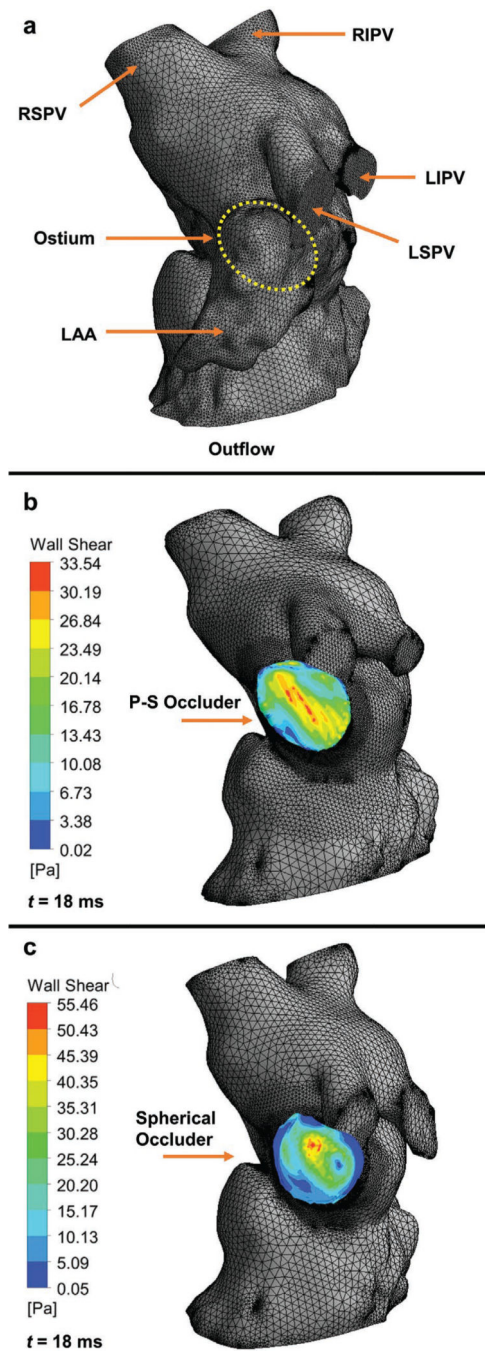 a
RIPV
RSPV
LIPV
Ostium
LSPV
LAA
Outflow
b
Wall Shear
33.54
30.19
26.84
23.49
20.14
16.78
13.43
10.08
6.73
3.38
0.02
[Pa]
t = 18 ms
P-S Occluder
c
Wall Shear
55.46
50.43
45.39
40.35
35.31
30.28
25.24
20.20
15.17
10.13
5.09
0.05
[Pa]
t = 18 ms
Spherical
Occluder